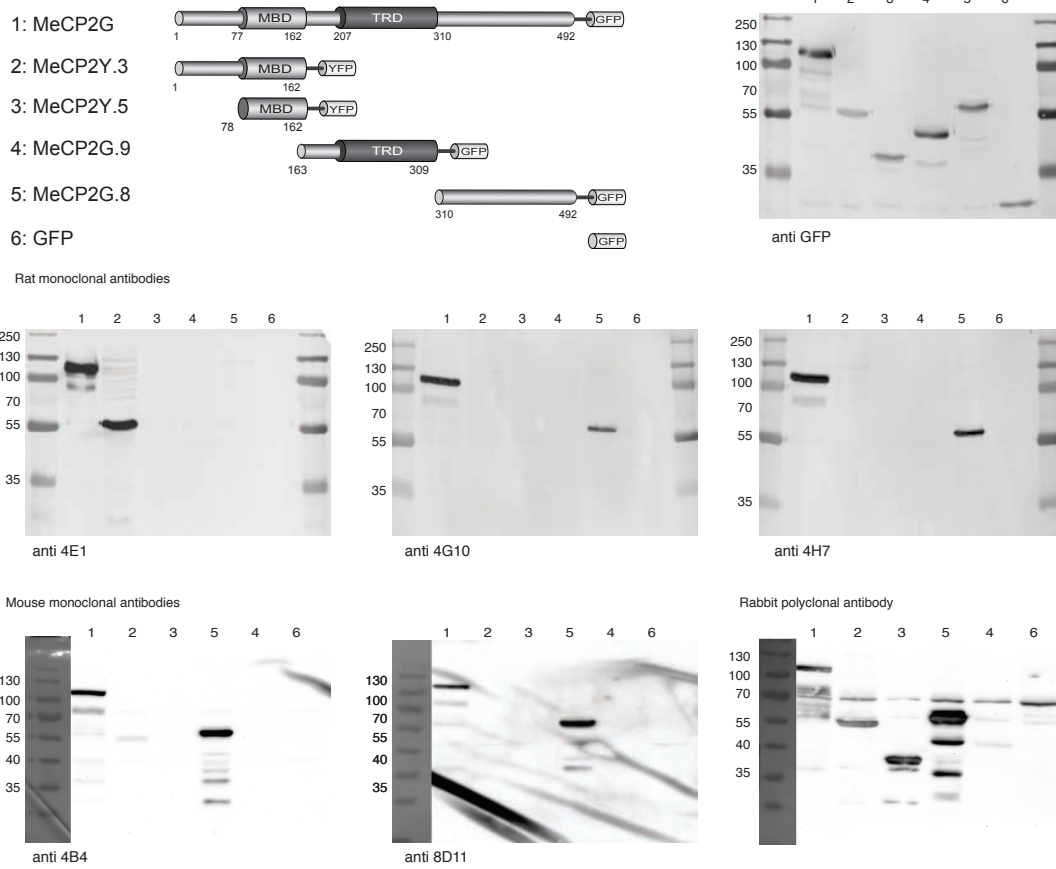 1: MeCP2G
MBD TRD GFP
1 77 162 207 310 492
2: MeCP2Y.3
MBD YFP
1 162
3: MeCP2Y.5
MBD YFP
78 162
4: MeCP2G.9
TRD GFP
163 309
5: MeCP2G.8
GFP
310 492
6: GFP
GFP
250
130
100
70
55
35
anti GFP
Rat monoclonal antibodies
1 2 3 4 5 6
250
130
100
70
55
35
anti 4E1
1 2 3 4 5 6
250
130
100
70
55
35
anti 4G10
1 2 3 4 5 6
250
130
100
70
55
35
anti 4H7
Mouse monoclonal antibodies
1 2 3 5 4 6
130
100
70
55
40
35
anti 4B4
1 2 3 5 4 6
130
100
70
55
40
35
anti 8D11
Rabbit polyclonal antibody
1 2 3 5 4 6
130
100
70
55
40
35